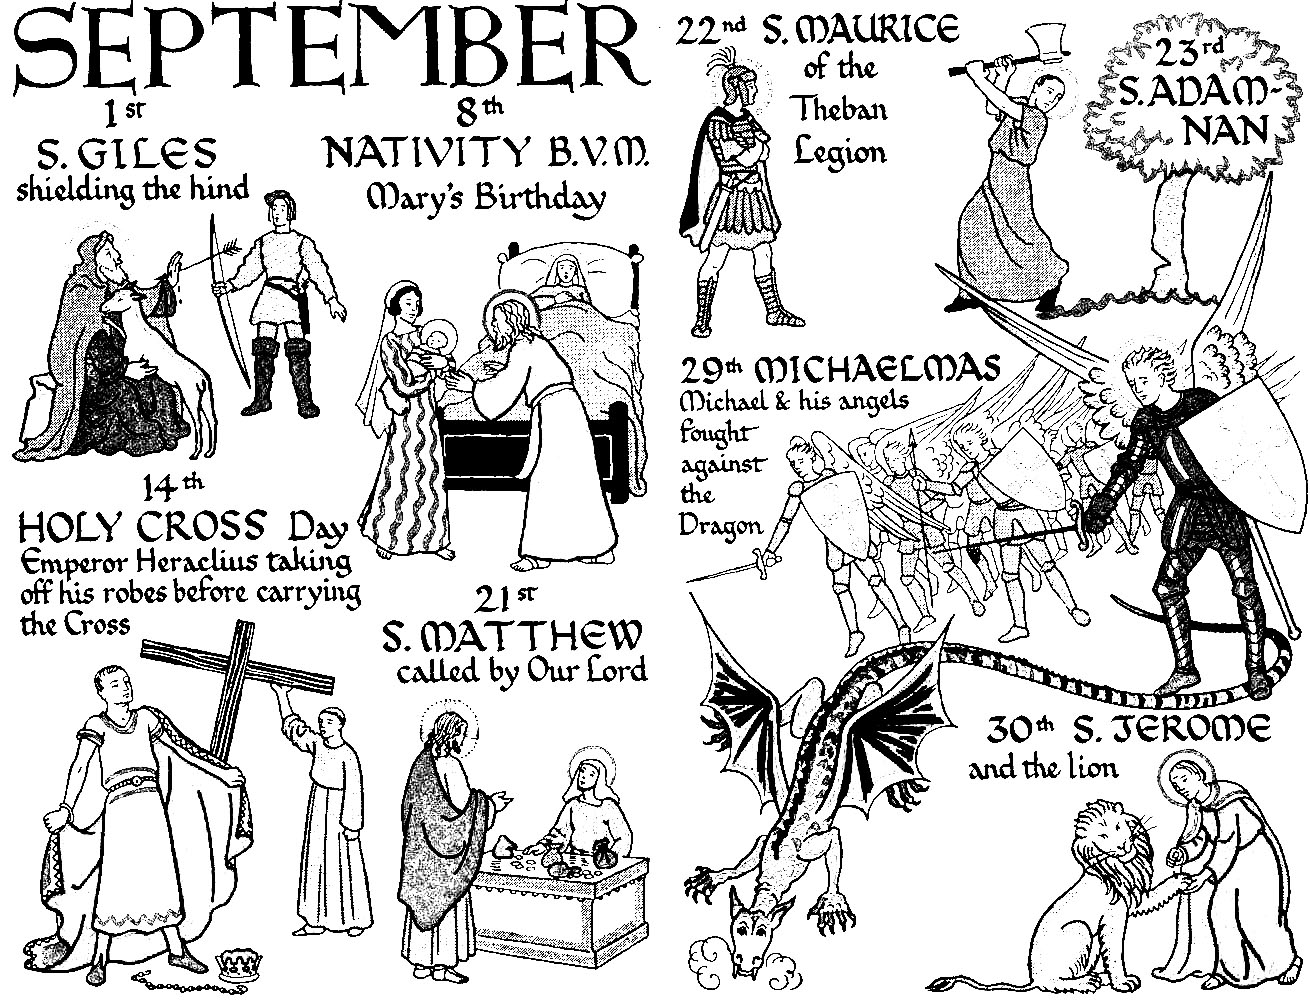 SEPTEMBER
1st
S. GILES
shielding the hind
8th
NATIVITY B.V.M.
Mary's Birthday
14th
HOLY CROSS Day
Emperor Heraclius taking
off his robes before carrying
the Cross
21st
S. MATTHEW
called by Our Lord
22nd S. MAURICE
of the
Theban
Legion
23rd
S. ADAM-
NAN
29th MICHAELMAS
Michael & his angels
fought
against
the
Dragon
30th S. JEROME
and the lion